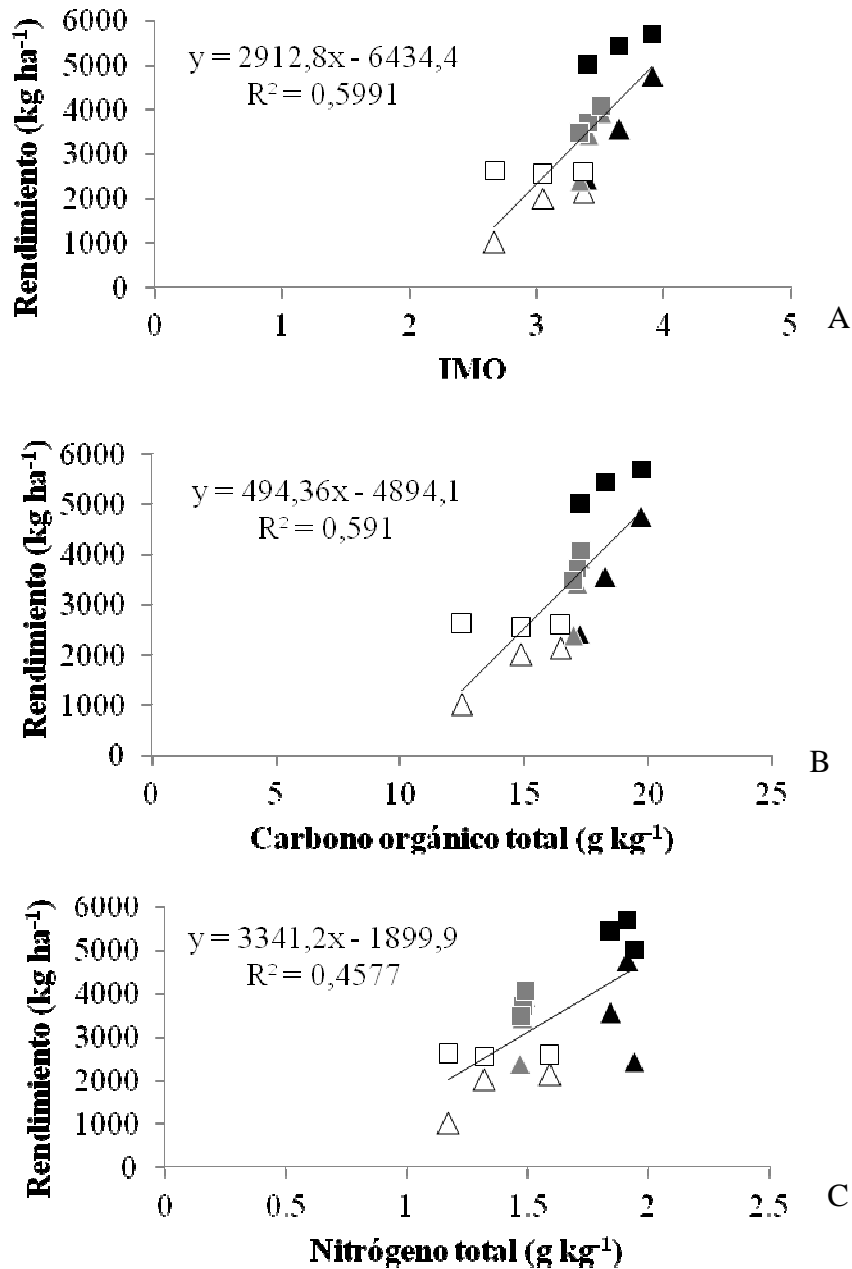 Rendimiento (kg ha⁻¹)
6000
5000
4000
3000
2000
1000
0
y = 2912,8x - 6434,4
R² = 0,5991
0 1 2 3 4 5
IMO
A
Rendimiento (kg ha⁻¹)
6000
5000
4000
3000
2000
1000
0
y = 494,36x - 4894,1
R² = 0,591
0 5 10 15 20 25
Carbono orgánico total (g kg⁻¹)
B
Rendimiento (kg ha⁻¹)
6000
5000
4000
3000
2000
1000
0
y = 3341,2x - 1899,9
R² = 0,4577
0 0.5 1 1.5 2 2.5
Nitrógeno total (g kg⁻¹)
C